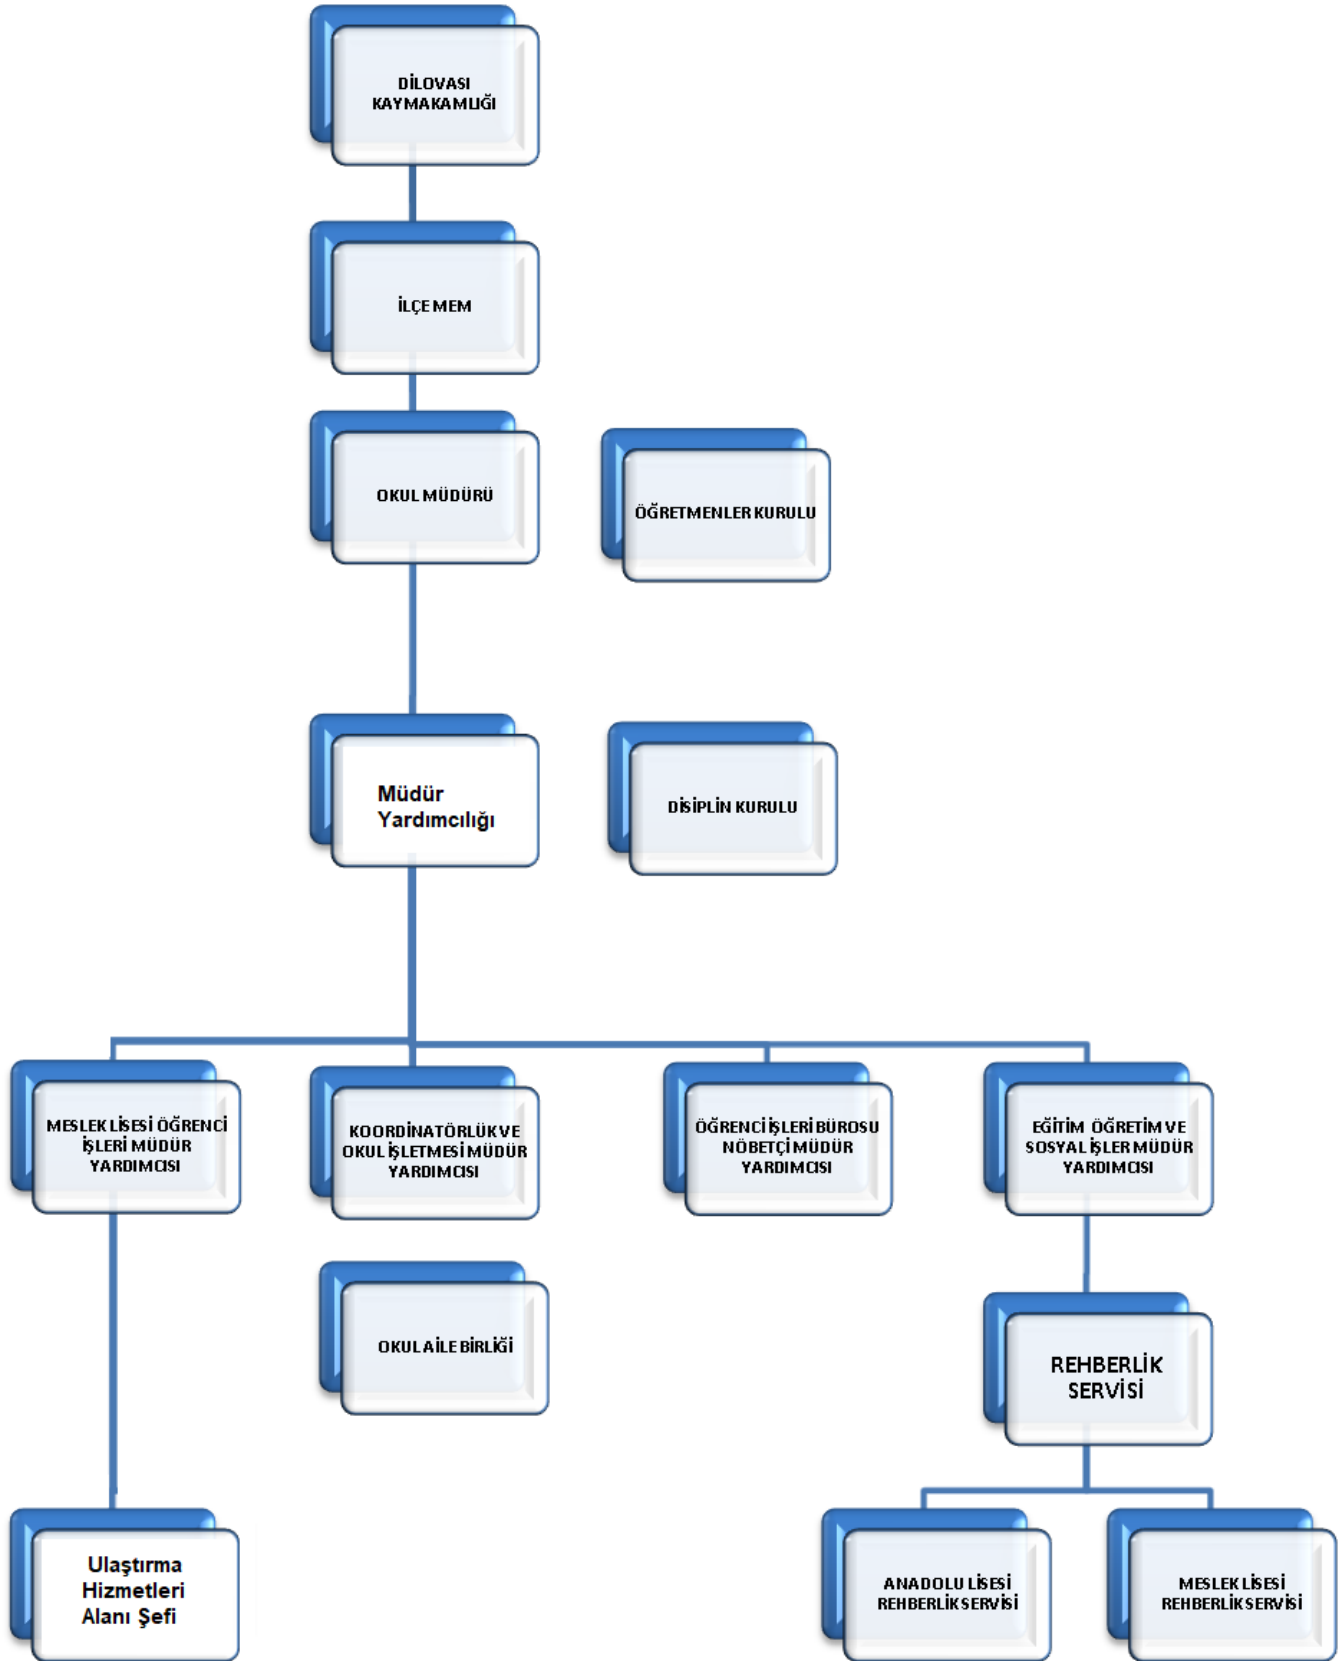 DİLOVASI
KAYMAKAMLIĞI
İLÇE MEM
OKUL MÜDÜRÜ
ÖĞRETMENLER KURULU
Müdür
Yardımcılığı
DİSİPLİN KURULU
MESLEK LİSESİ ÖĞRENCİ
İŞLERİ MÜDÜR
YARDIMCISI
KOORDİNATÖRLÜK VE
OKUL İŞLETMESİ MÜDÜR
YARDIMCISI
ÖĞRENCİ İŞLERİ BÜROSU
NÖBETÇİ MÜDÜR
YARDIMCISI
EĞİTİM ÖĞRETİM VE
SOSYAL İŞLER MÜDÜR
YARDIMCISI
OKUL AİLE BİRLİĞİ
REHBERLİK
SERVİSİ
Ulaştırma
Hizmetleri
Alanı Şefi
ANADOLU LİSESİ
REHBERLİK SERVİSİ
MESLEK LİSESİ
REHBERLİK SERVİSİ